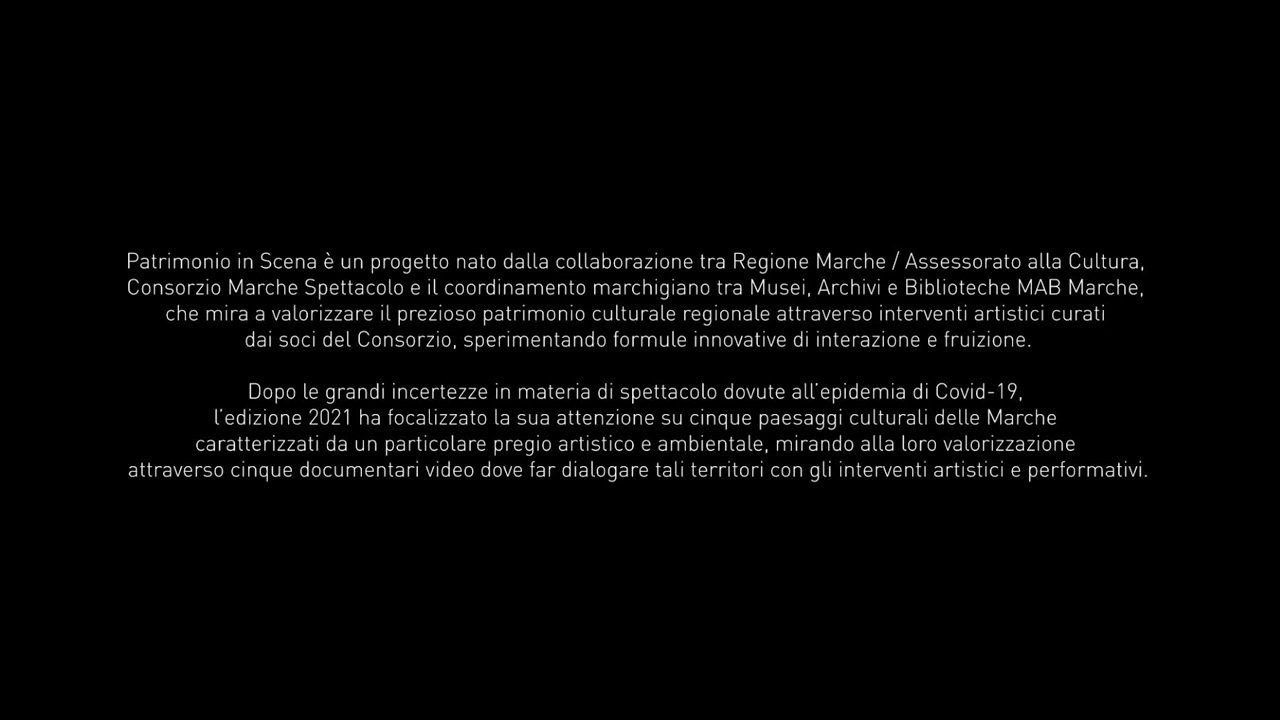 Patrimonio in Scena è un progetto nato dalla collaborazione tra Regione Marche / Assessorato alla Cultura,
Consorzio Marche Spettacolo e il coordinamento marchigiano tra Musei, Archivi e Biblioteche MAB Marche,
che mira a valorizzare il prezioso patrimonio culturale regionale attraverso interventi artistici curati
dai soci del Consorzio, sperimentando formule innovative di interazione e fruizione.
Dopo le grandi incertezze in materia di spettacolo dovute all'epidemia di Covid-19,
l'edizione 2021 ha focalizzato la sua attenzione su cinque paesaggi culturali delle Marche
caratterizzati da un particolare pregio artistico e ambientale, mirando alla loro valorizzazione
attraverso cinque documentari video dove far dialogare tali territori con gli interventi artistici e performativi.